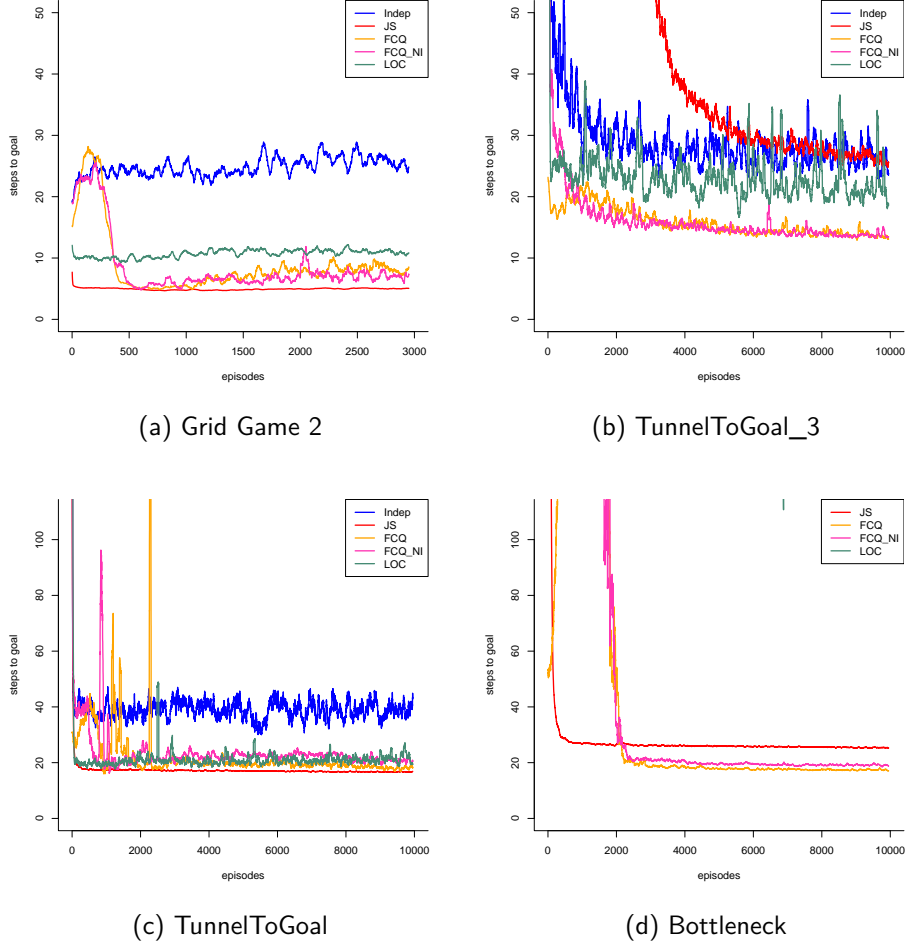 50
40
30
20
10
0
steps to goal
0 500 1000 1500 2000 2500 3000
episodes
Indep
JS
FCQ
FCQ_NI
LOC
(a) Grid Game 2
50
40
30
20
10
0
steps to goal
0 2000 4000 6000 8000 10000
episodes
Indep
JS
FCQ
FCQ_NI
LOC
(b) TunnelToGoal_3
100
80
60
40
20
0
steps to goal
0 2000 4000 6000 8000 10000
episodes
Indep
JS
FCQ
FCQ_NI
LOC
(c) TunnelToGoal
100
80
60
40
20
0
steps to goal
0 2000 4000 6000 8000 10000
episodes
JS
FCQ
FCQ_NI
LOC
(d) Bottleneck